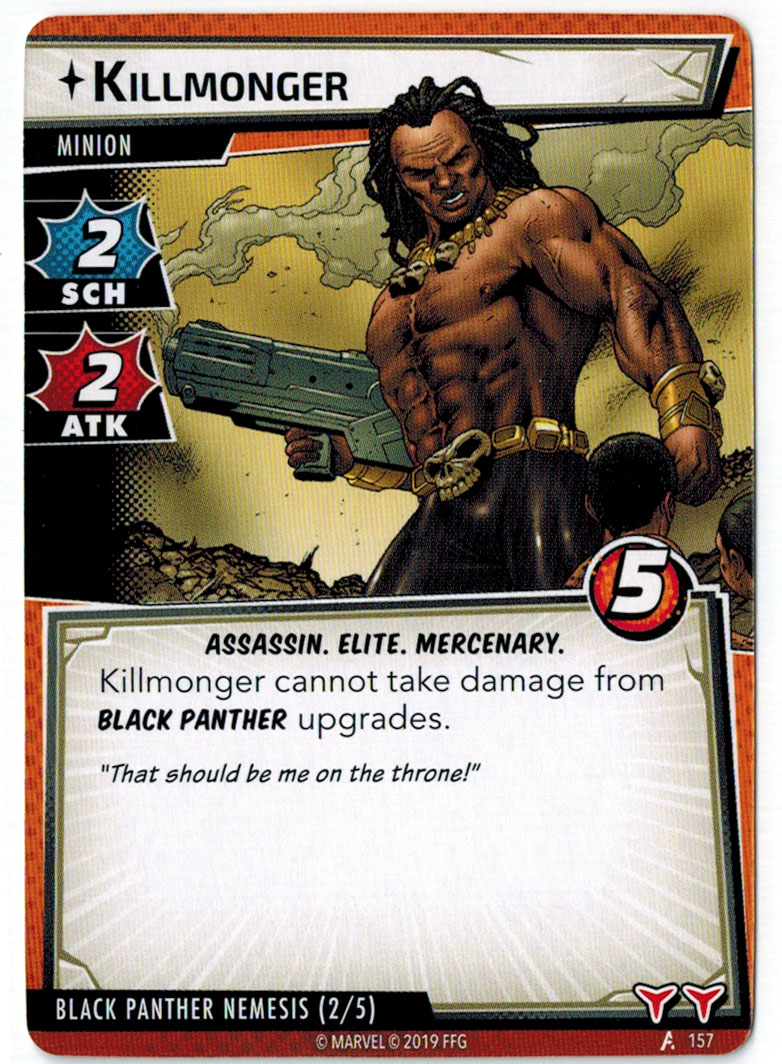 KILLMONGER
MINION
2
SCH
2
ATK
5
ASSASSIN. ELITE. MERCENARY.
Killmonger cannot take damage from
BLACK PANTHER upgrades.
"That should be me on the throne!"
BLACK PANTHER NEMESIS (2/5)
© MARVEL © 2019 FFG
157